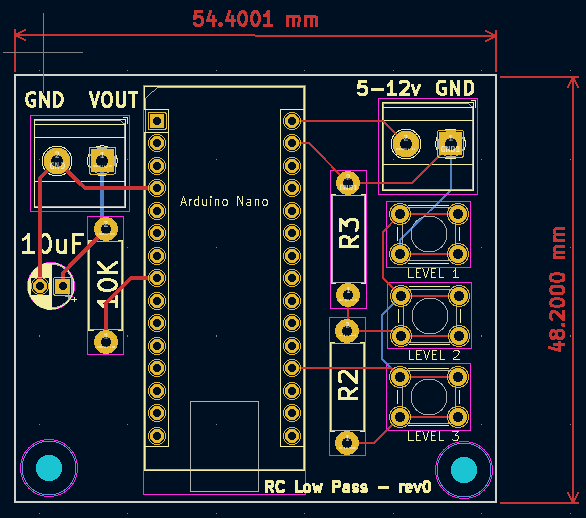 54.4001 mm
GND VOUT
5-12v GND
Arduino Nano
R3
10uF
10K
LEVEL 1
48.2000 mm
LEVEL 2
R2
LEVEL 3
RC Low Pass - rev0